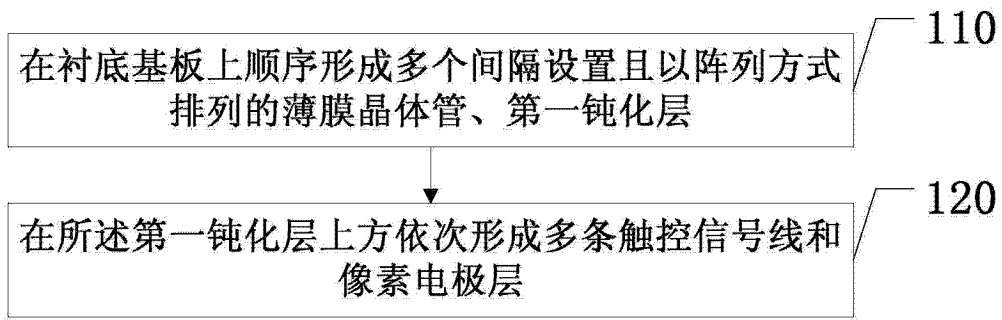 110
在衬底基板上顺序形成多个间隔设置且以阵列方式
排列的薄膜晶体管、第一钝化层
120
在所述第一钝化层上方依次形成多条触控信号线和
像素电极层